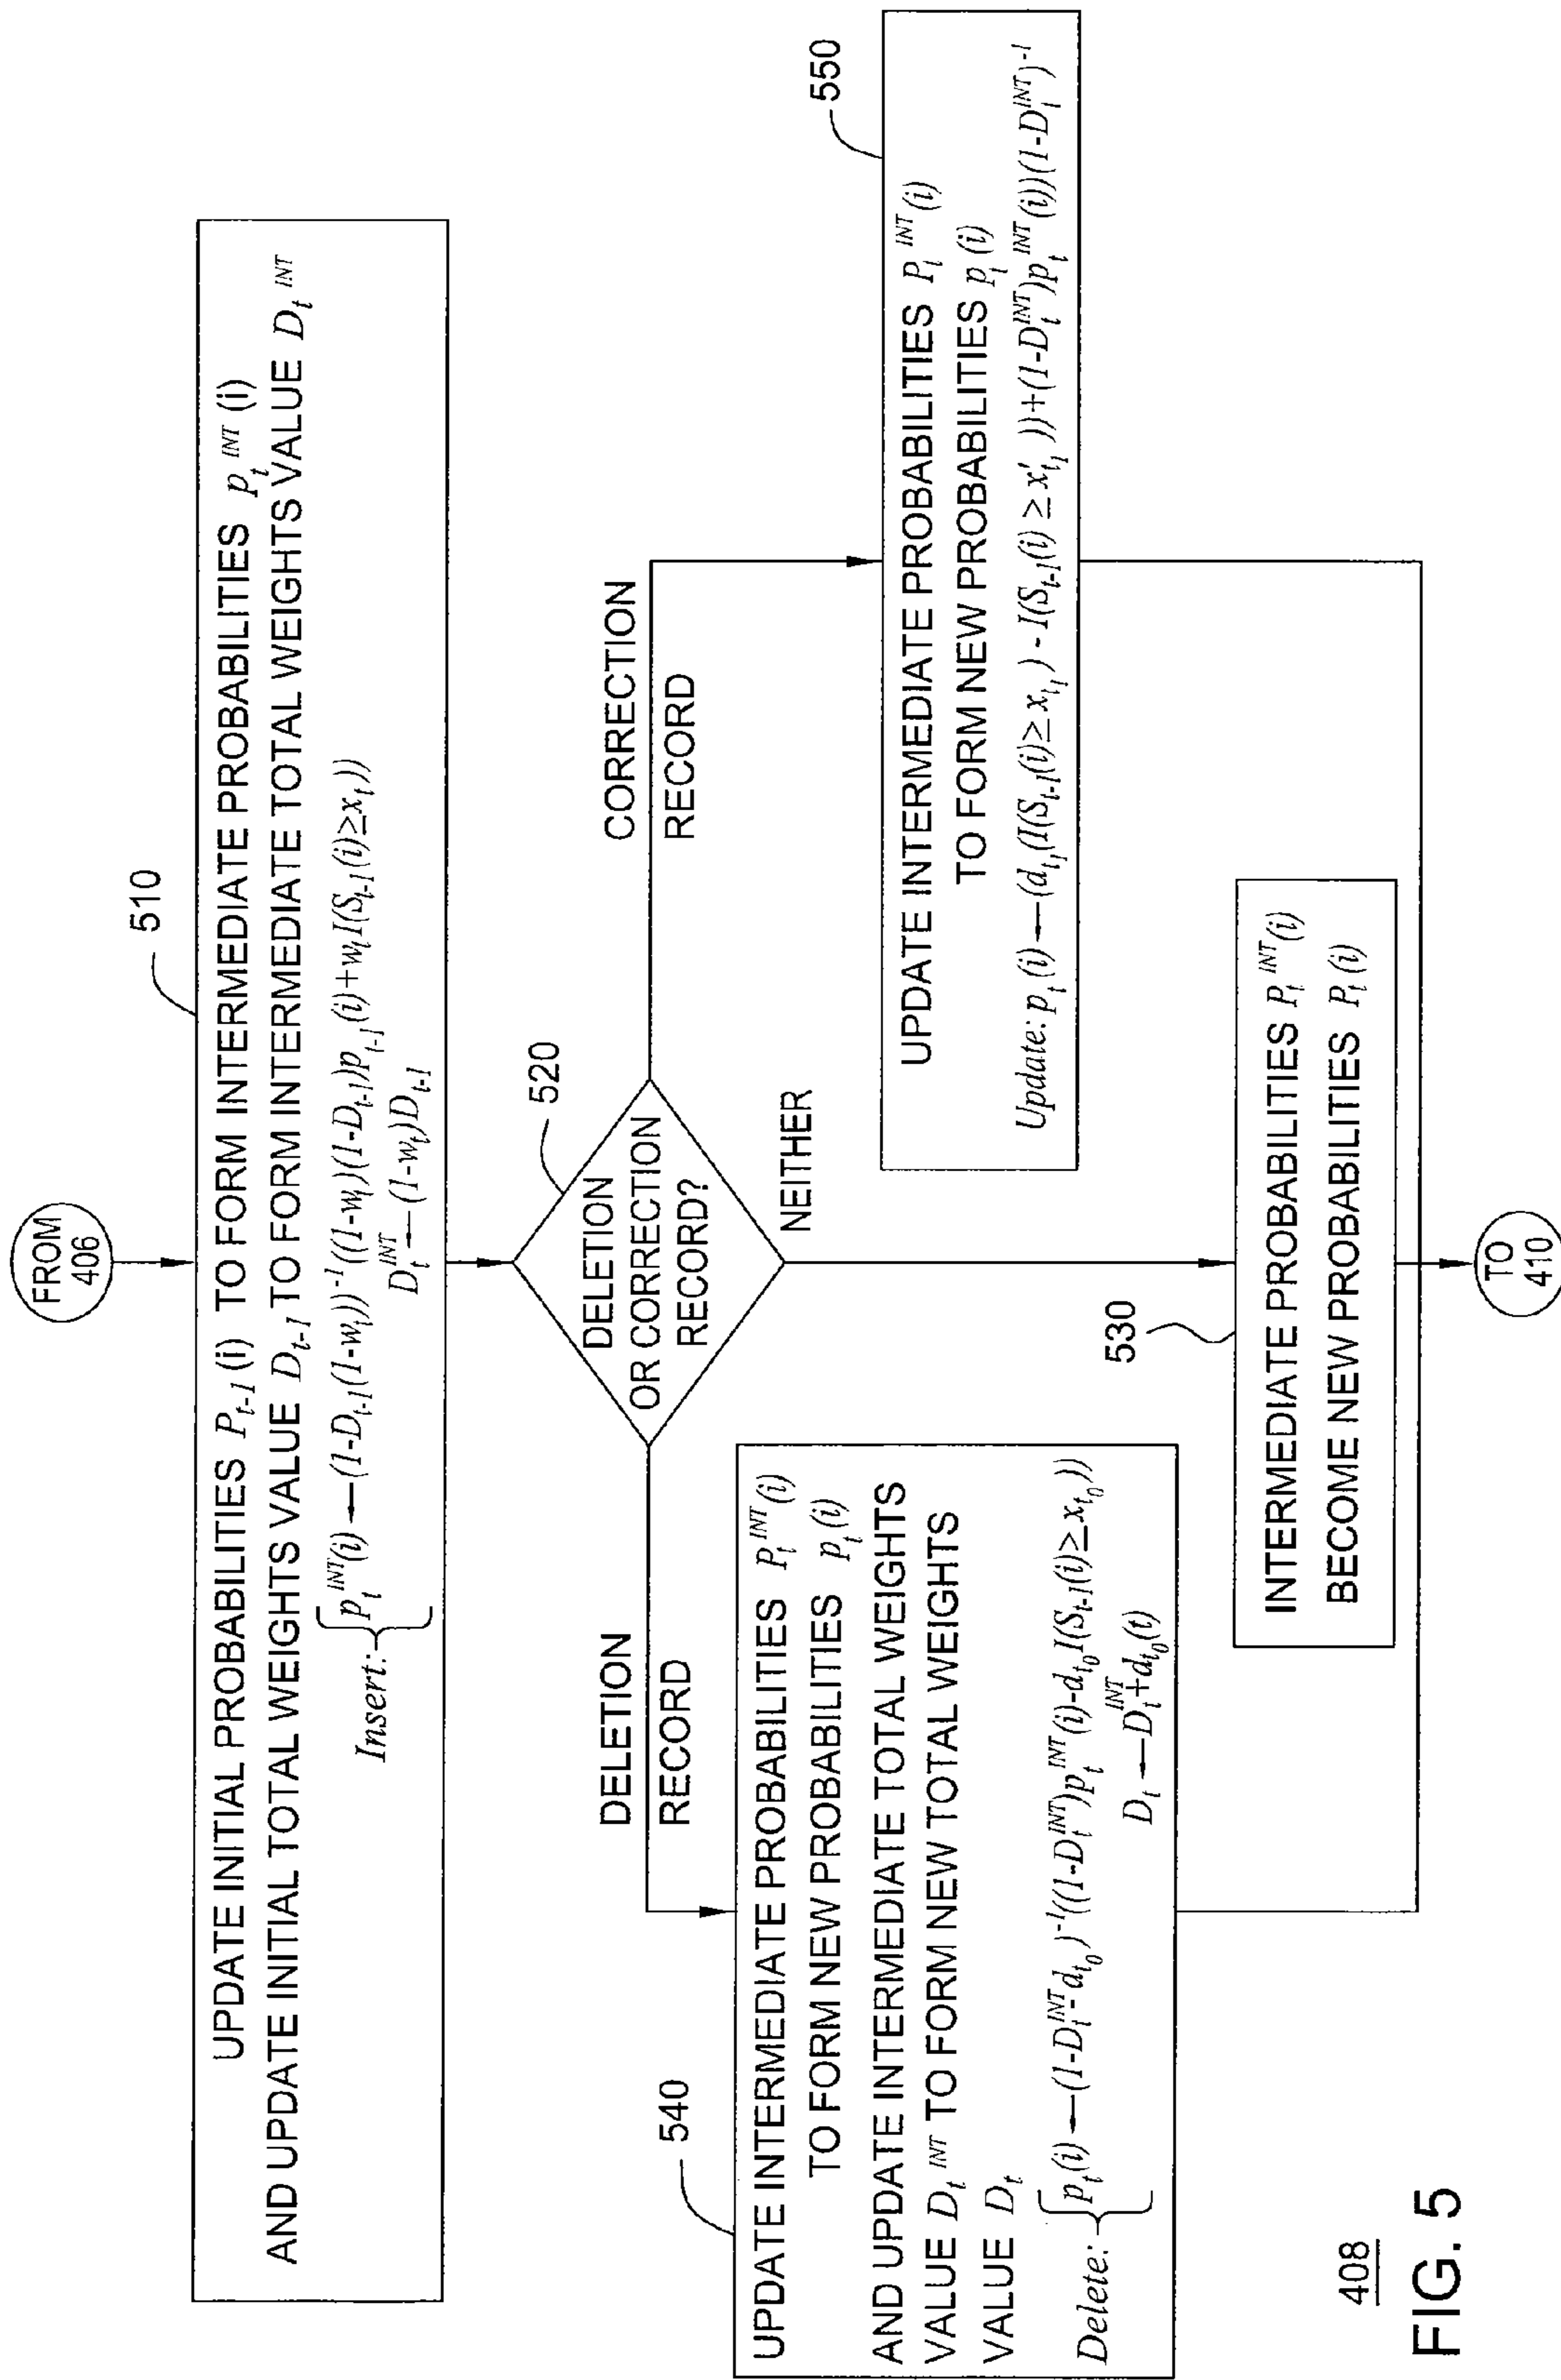 FROM
406
510
UPDATE INITIAL PROBABILITIES P_{t-1}(i) TO FORM INTERMEDIATE PROBABILITIES p_t^{INT}(i)
AND UPDATE INITIAL TOTAL WEIGHTS VALUE D_{t-1} TO FORM INTERMEDIATE TOTAL WEIGHTS VALUE D_t^{INT}
Insert: { p_t^{INT}(i) ← (1-D_{t-1}(1-w_t))^{-1}((1-w_t)(1-D_{t-1})p_{t-1}(i)+w_t I(S_{t-1}(i)≥x_t))
D_t^{INT} ← (1-w_t)D_{t-1}
520
DELETION
OR CORRECTION
RECORD?
DELETION
RECORD
CORRECTION
RECORD
NEITHER
540
UPDATE INTERMEDIATE PROBABILITIES P_t^{INT}(i)
TO FORM NEW PROBABILITIES p_t(i)
AND UPDATE INTERMEDIATE TOTAL WEIGHTS
VALUE D_t^{INT} TO FORM NEW TOTAL WEIGHTS
VALUE D_t
Delete: { p_t(i) ← (1-D_t^{INT}-d_{t_0})^{-1}((1-D_t^{INT})p_t^{INT}(i)-d_{t_0}I(S_{t-1}(i)≥x_{t_0}))
D_t ← D_t^{INT}+d_{t_0}(t)
550
UPDATE INTERMEDIATE PROBABILITIES P_t^{INT}(i)
TO FORM NEW PROBABILITIES p_t(i)
Update: p_t(i) ← (d_{t_1}(I(S_{t-1}(i)≥x_{t_1}) - I(S_{t-1}(i)≥x'_{t_1}))+(1-D_t^{INT})p_t^{INT}(i))(1-D_t^{INT})^{-1}
530
INTERMEDIATE PROBABILITIES P_t^{INT}(i)
BECOME NEW PROBABILITIES P_t(i)
TO
410
408
FIG. 5